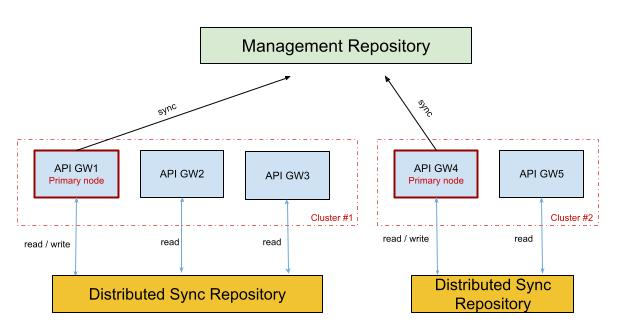 Management Repository
sync
sync
API GW1
Primary node
API GW2
API GW3
API GW4
Primary node
API GW5
Cluster #1
Cluster #2
read / write
read
read
read / write
read
Distributed Sync Repository
Distributed Sync
Repository